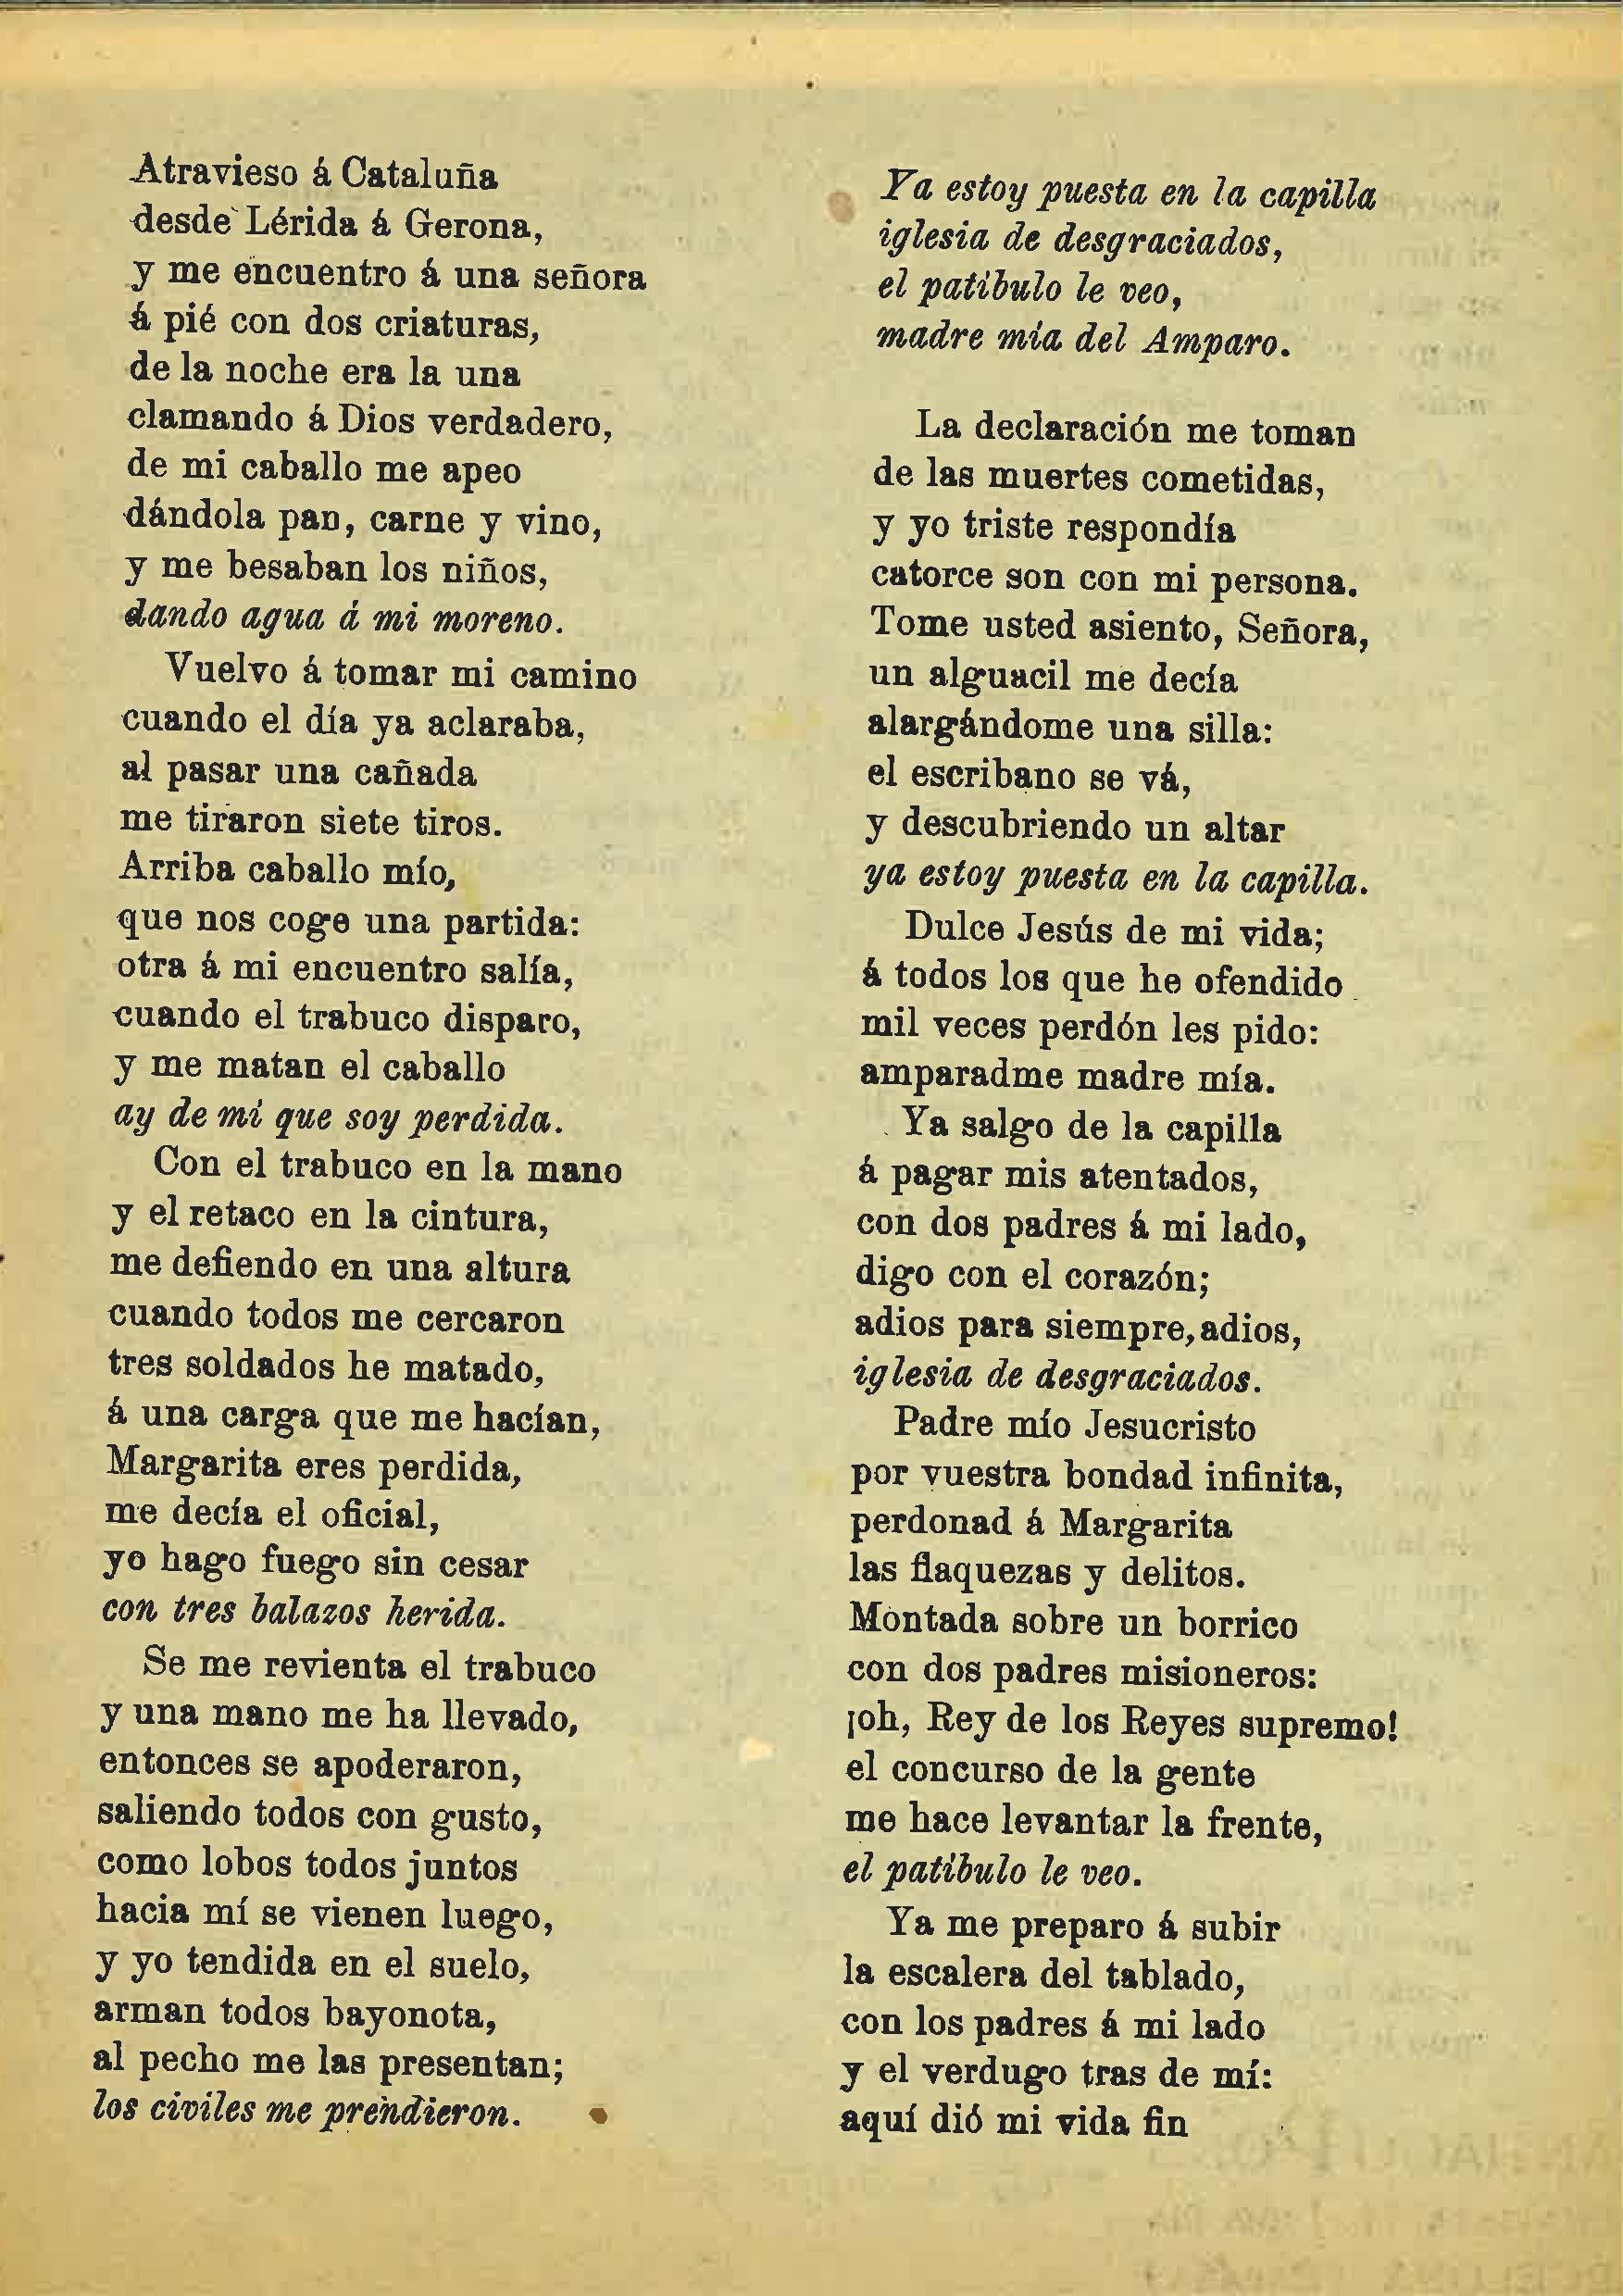 Atravieso á Cataluña
desde Lérida á Gerona,
y me encuentro á una señora
á pié con dos criaturas,
de la noche era la una
clamando á Dios verdadero,
de mi caballo me apeo
dándola pan, carne y vino,
y me besaban los niños,
dando agua á mi moreno.
Vuelvo á tomar mi camino
cuando el día ya aclaraba,
al pasar una cañada
me tiraron siete tiros.
Arriba caballo mío,
que nos coge una partida:
otra á mi encuentro salía,
cuando el trabuco disparo,
y me matan el caballo
ay de mi que soy perdida.
Con el trabuco en la mano
y el retaco en la cintura,
me defiendo en una altura
cuando todos me cercaron
tres soldados he matado,
á una carga que me hacían,
Margarita eres perdida,
me decía el oficial,
yo hago fuego sin cesar
con tres balazos herida.
Se me revienta el trabuco
y una mano me ha llevado,
entonces se apoderaron,
saliendo todos con gusto,
como lobos todos juntos
hacia mí se vienen luego,
y yo tendida en el suelo,
arman todos bayonota,
al pecho me las presentan;
los civiles me prendieron.
Ya estoy puesta en la capilla
iglesia de desgraciados,
el patibulo le veo,
madre mia del Amparo.
La declaración me toman
de las muertes cometidas,
y yo triste respondía
catorce son con mi persona.
Tome usted asiento, Señora,
un alguacil me decía
alargándome una silla:
el escribano se vá,
y descubriendo un altar
ya estoy puesta en la capilla.
Dulce Jesús de mi vida;
á todos los que he ofendido
mil veces perdón les pido:
amparadme madre mía.
Ya salgo de la capilla
á pagar mis atentados,
con dos padres á mi lado,
digo con el corazón;
adios para siempre, adios,
iglesia de desgraciados.
Padre mío Jesucristo
por vuestra bondad infinita,
perdonad á Margarita
las flaquezas y delitos.
Montada sobre un borrico
con dos padres misioneros:
¡oh, Rey de los Reyes supremo!
el concurso de la gente
me hace levantar la frente,
el patibulo le veo.
Ya me preparo á subir
la escalera del tablado,
con los padres á mi lado
y el verdugo tras de mí:
aquí dió mi vida fin